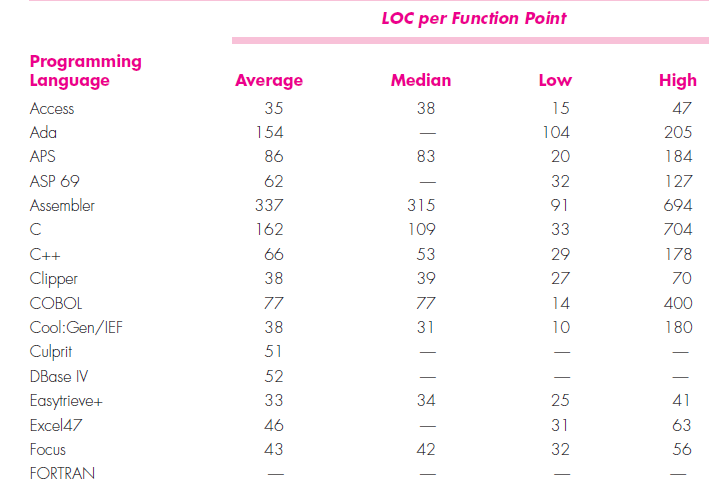 LOC per Function Point
Programming
Language Average Median Low High
Access 35 38 15 47
Ada 154 — 104 205
APS 86 83 20 184
ASP 69 62 — 32 127
Assembler 337 315 91 694
C 162 109 33 704
C++ 66 53 29 178
Clipper 38 39 27 70
COBOL 77 77 14 400
Cool:Gen/IEF 38 31 10 180
Culprit 51 — — —
DBase IV 52 — — —
Easytrieve+ 33 34 25 41
Excel47 46 — 31 63
Focus 43 42 32 56
FORTRAN — — — —